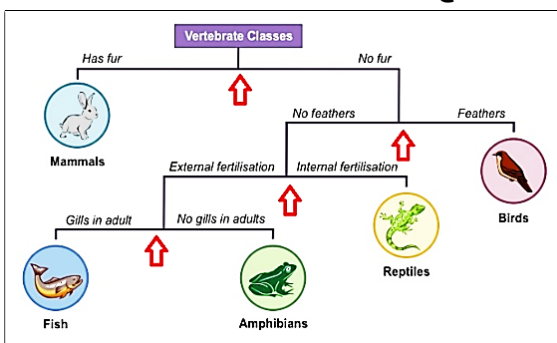 Vertebrate Classes
Has fur
No fur
Mammals
No feathers
Feathers
Birds
External fertilisation
Internal fertilisation
Reptiles
Gills in adult
No gills in adults
Fish
Amphibians